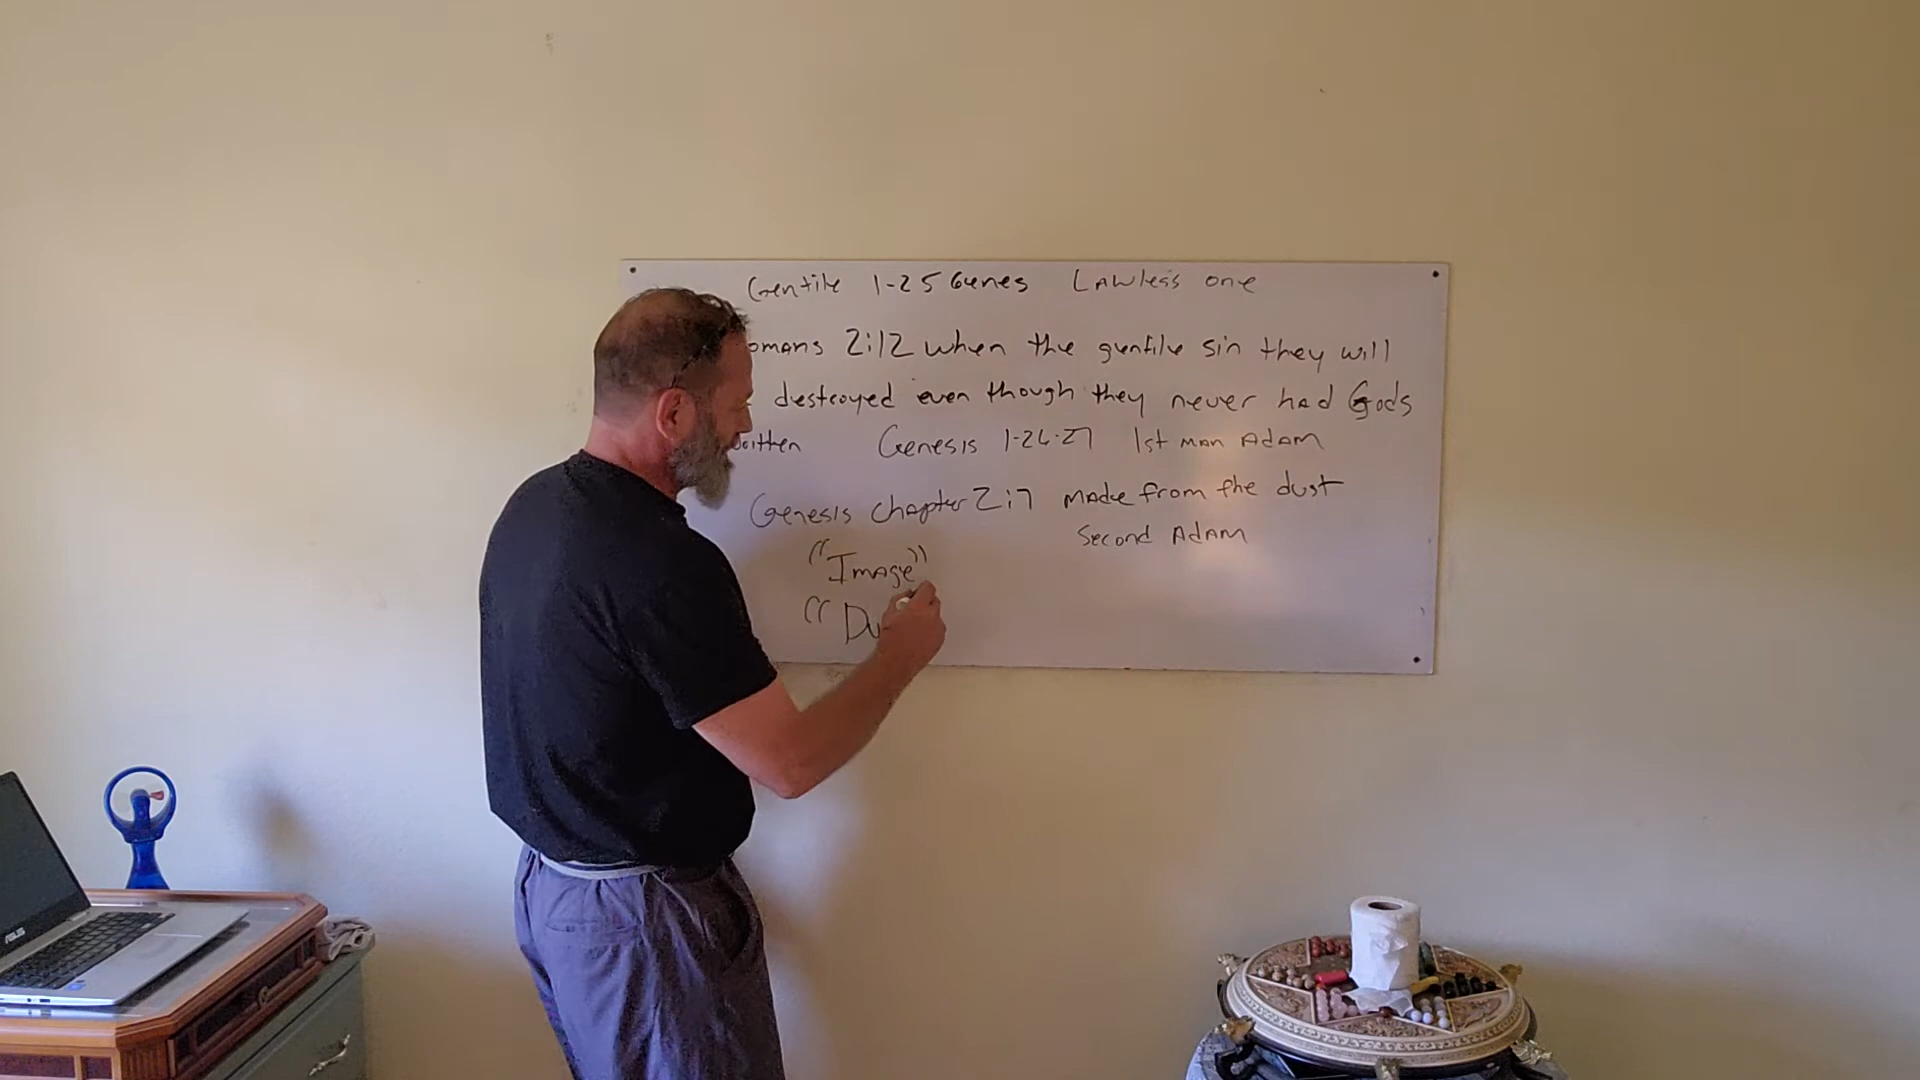 Gentile 1-25 Genes Lawless one
omans 2:12 when the gentile sin they will
destroyed even though they never had Gods
written Genesis 1-26-27 1st man Adam
Genesis chapter 2:7 made from the dust
Second Adam
"Image"
"Du
ASUS